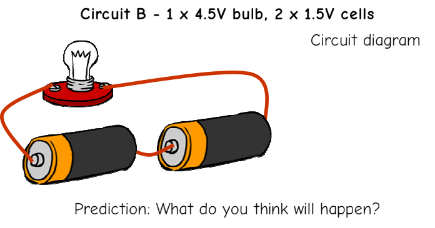 Circuit B - 1 x 4.5V bulb, 2 x 1.5V cells
Circuit diagram
Prediction: What do you think will happen?